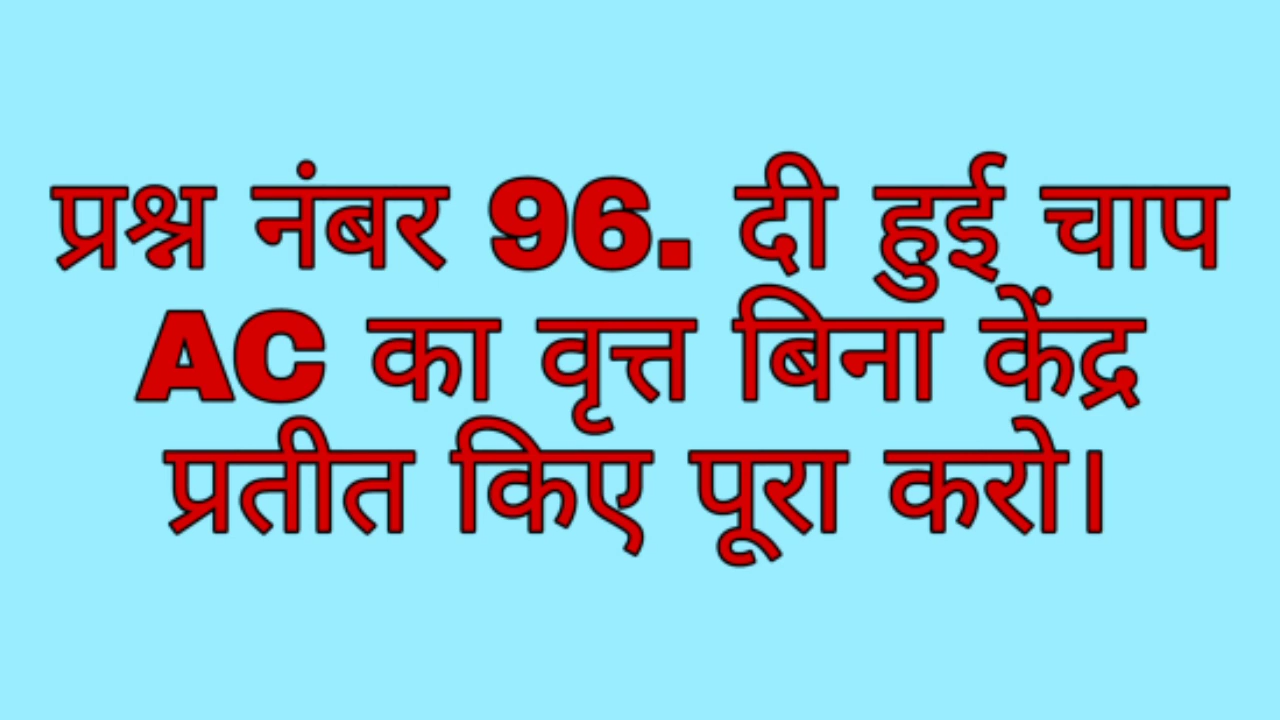 प्रश्न नंबर 96. दी हुई चाप
AC का वृत्त बिना केंद्र
प्रतीत किए पूरा करो।